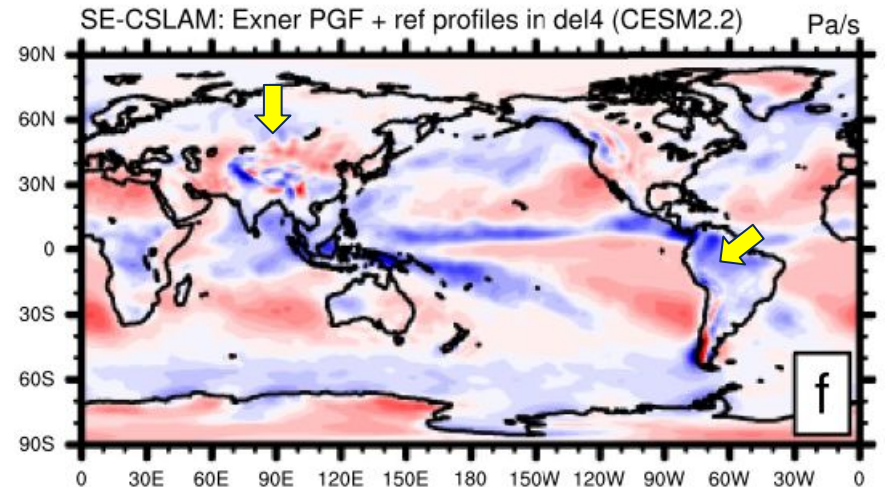 SE-CSLAM: Exner PGF + ref profiles in del4 (CESM2.2) Pa/s
90N
60N
30N
0
30S
60S
90S
f
0 30E 60E 90E 120E 150E 180 150W 120W 90W 60W 30W 0